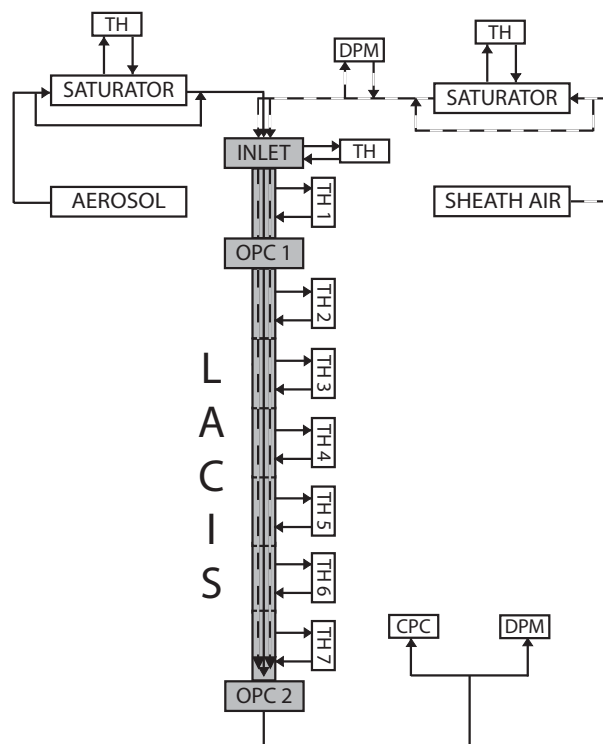 TH
TH
DPM
SATURATOR
SATURATOR
INLET
TH
AEROSOL
TH 1
SHEATH AIR
OPC 1
TH 2
TH 3
TH 4
TH 5
TH 6
TH 7
LACIS
CPC
DPM
OPC 2